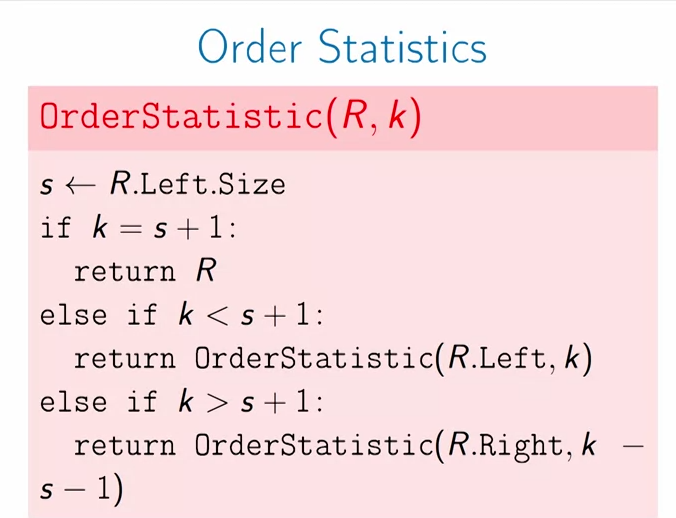 Order Statistics
OrderStatistic(R, k)
s ← R.Left.Size
if k = s + 1:
return R
else if k < s + 1:
return OrderStatistic(R.Left, k)
else if k > s + 1:
return OrderStatistic(R.Right, k −
s − 1)